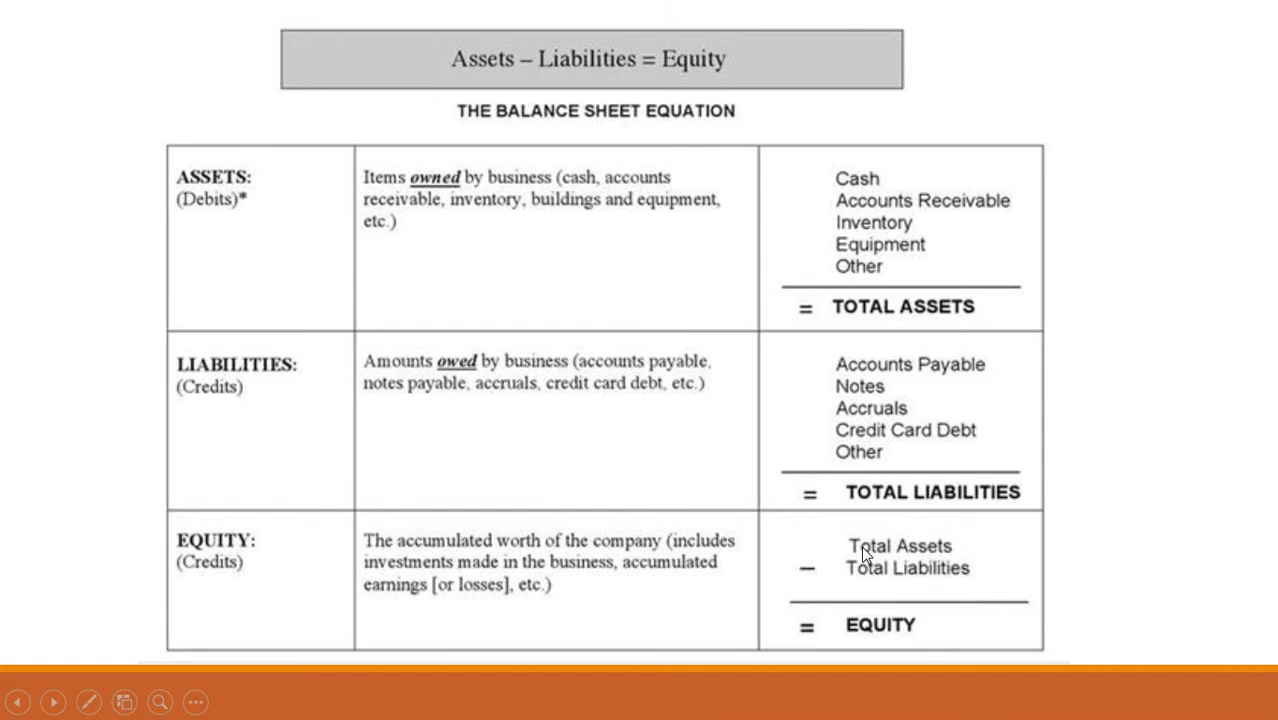 Assets – Liabilities = Equity
THE BALANCE SHEET EQUATION
ASSETS:
(Debits)*
Items owned by business (cash, accounts
receivable, inventory, buildings and equipment,
etc.)
Cash
Accounts Receivable
Inventory
Equipment
Other
= TOTAL ASSETS
LIABILITIES:
(Credits)
Amounts owed by business (accounts payable,
notes payable, accruals, credit card debt, etc.)
Accounts Payable
Notes
Accruals
Credit Card Debt
Other
= TOTAL LIABILITIES
EQUITY:
(Credits)
The accumulated worth of the company (includes
investments made in the business, accumulated
earnings [or losses], etc.)
Total Assets
– Total Liabilities
= EQUITY